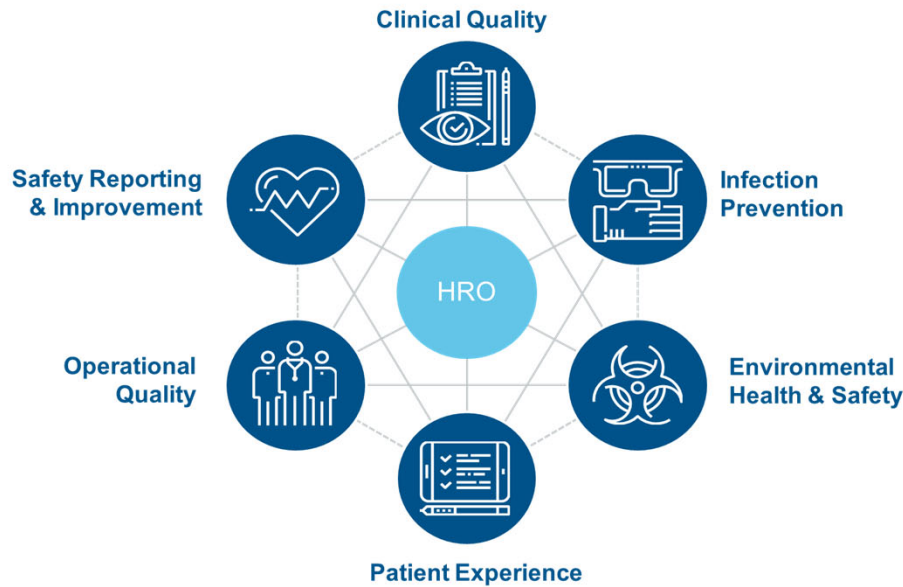 Clinical Quality
Safety Reporting
& Improvement
Infection
Prevention
HRO
Operational
Quality
Environmental
Health & Safety
Patient Experience